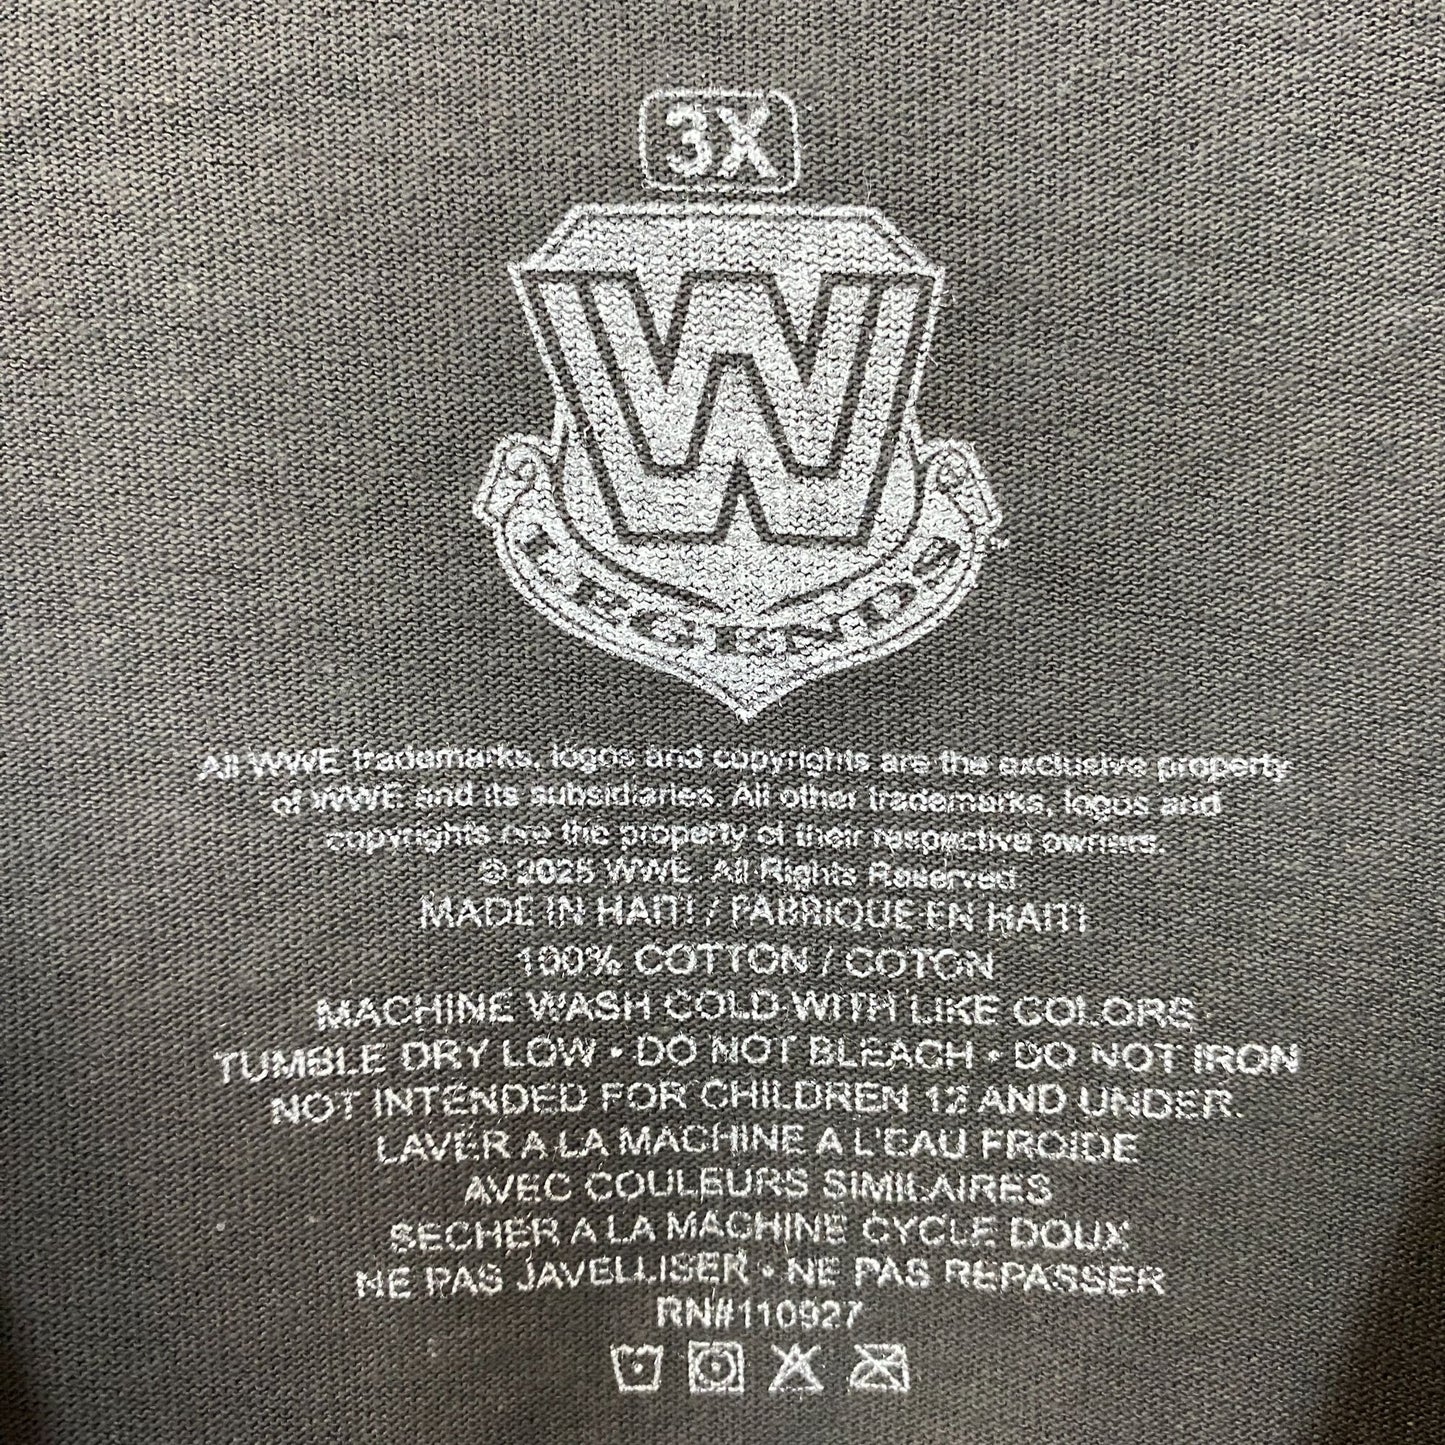 3X
W
LEGENDS
™
All WWE trademarks, logos and copyrights are the exclusive property
of WWE and its subsidiaries. All other trademarks, logos and
copyrights are the property of their respective owners.
© 2025 WWE. All Rights Reserved
MADE IN HAITI / FABRIQUE EN HAITI
100% COTTON / COTON
MACHINE WASH COLD WITH LIKE COLORS
TUMBLE DRY LOW • DO NOT BLEACH • DO NOT IRON
NOT INTENDED FOR CHILDREN 12 AND UNDER.
LAVER A LA MACHINE A L'EAU FROIDE
AVEC COULEURS SIMILAIRES
SECHER A LA MACHINE CYCLE DOUX
NE PAS JAVELLISER • NE PAS REPASSER
RN#110927